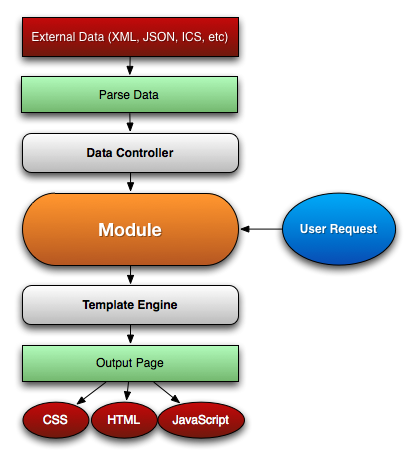 External Data (XML, JSON, ICS, etc)
Parse Data
Data Controller
Module
User Request
Template Engine
Output Page
CSS
HTML
JavaScript